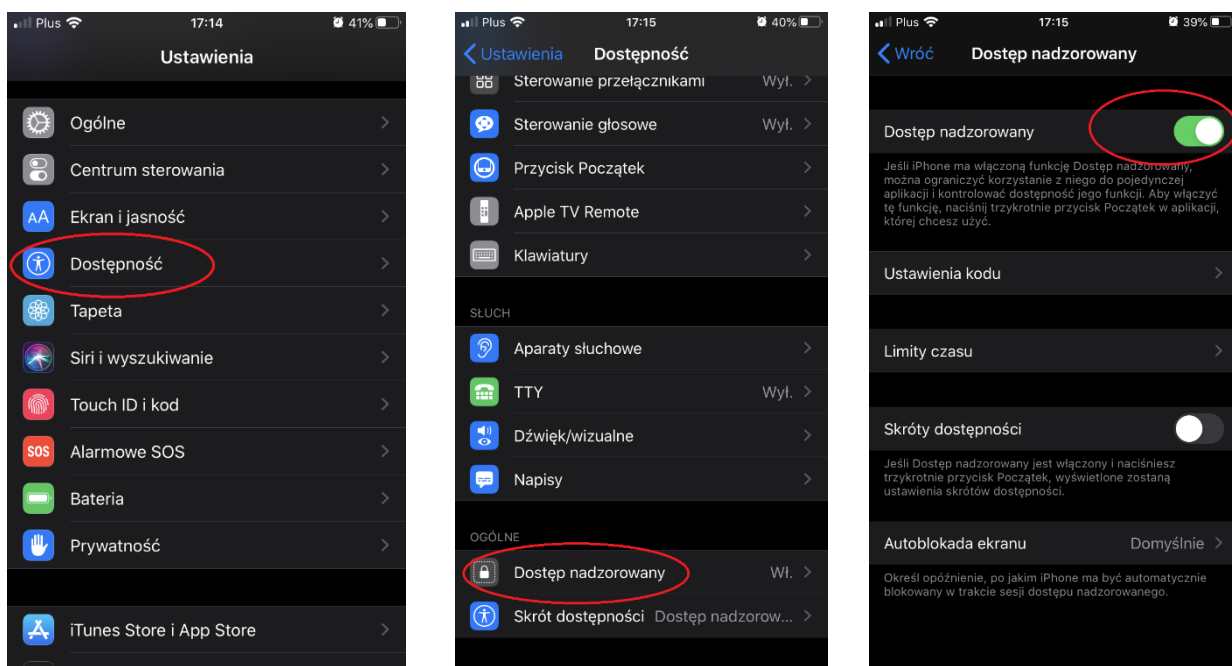 Plus 17:14 41%
Ustawienia
Ogólne
Centrum sterowania
AA Ekran i jasność
Dostępność
Tapeta
Siri i wyszukiwanie
Touch ID i kod
SOS Alarmowe SOS
Bateria
Prywatność
iTunes Store i App Store
Plus 17:15 40%
Ustawienia Dostępność
Sterowanie przełącznikami Wył.
Sterowanie głosowe Wył.
Przycisk Początek
Apple TV Remote
Klawiatury
SŁUCH
Aparaty słuchowe
TTY Wył.
Dźwięk/wizualne
Napisy
OGÓLNE
Dostęp nadzorowany Wł.
Skrót dostępności Dostęp nadzorow...
Plus 17:15 39%
Wróć Dostęp nadzorowany
Dostęp nadzorowany
Jeśli iPhone ma włączoną funkcję Dostęp nadzorowany,
można ograniczyć korzystanie z niego do pojedynczej
aplikacji i kontrolować dostępność jego funkcji. Aby włączyć
tę funkcję, naciśnij trzykrotnie przycisk Początek w aplikacji,
której chcesz użyć.
Ustawienia kodu
Limity czasu
Skróty dostępności
Jeśli Dostęp nadzorowany jest włączony i naciśniesz
trzykrotnie przycisk Początek, wyświetlone zostaną
ustawienia skrótów dostępności.
Autoblokada ekranu Domyślnie
Określ opóźnienie, po jakim iPhone ma być automatycznie
blokowany w trakcie sesji dostępu nadzorowanego.